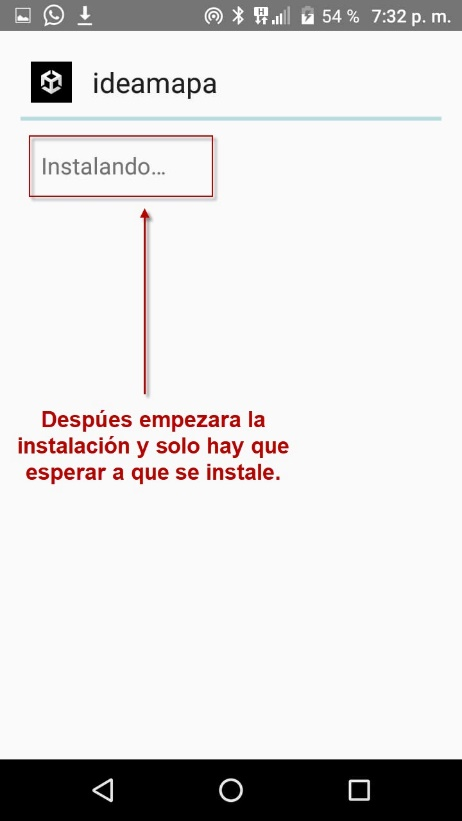 54 % 7:32 p. m.
ideamapa
Instalando...
Despúes empezara la
instalación y solo hay que
esperar a que se instale.